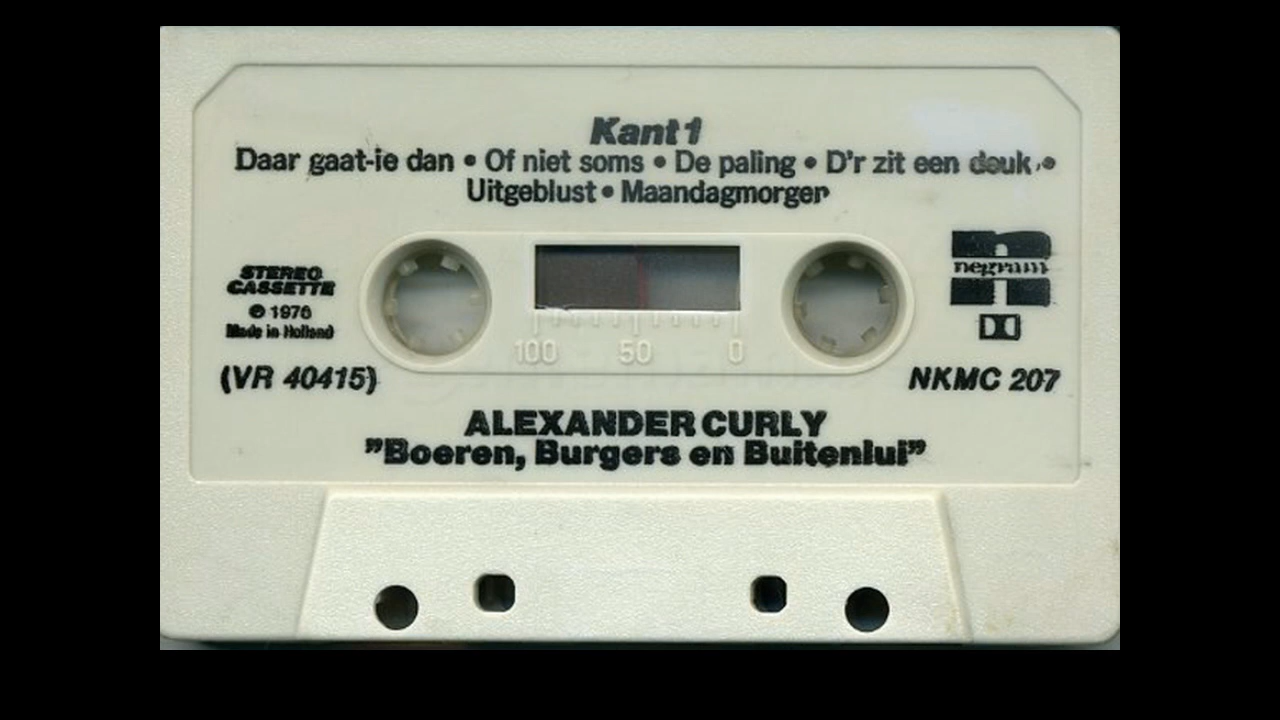 Kant 1
Daar gaat-ie dan • Of niet soms • De paling • D'r zit een deuk •
Uitgeblust • Maandagmorgen
STEREO
CASSETTE
℗ 1976
Made in Holland
n
negram
100 50 0
(VR 40415)
NKMC 207
ALEXANDER CURLY
”Boeren, Burgers en Buitenlui”